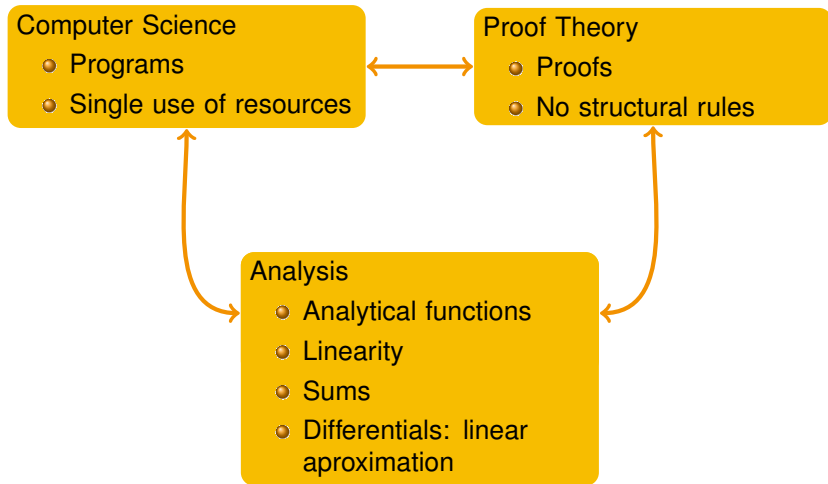 Computer Science
Programs
Single use of resources
Proof Theory
Proofs
No structural rules
Analysis
Analytical functions
Linearity
Sums
Differentials: linear
aproximation